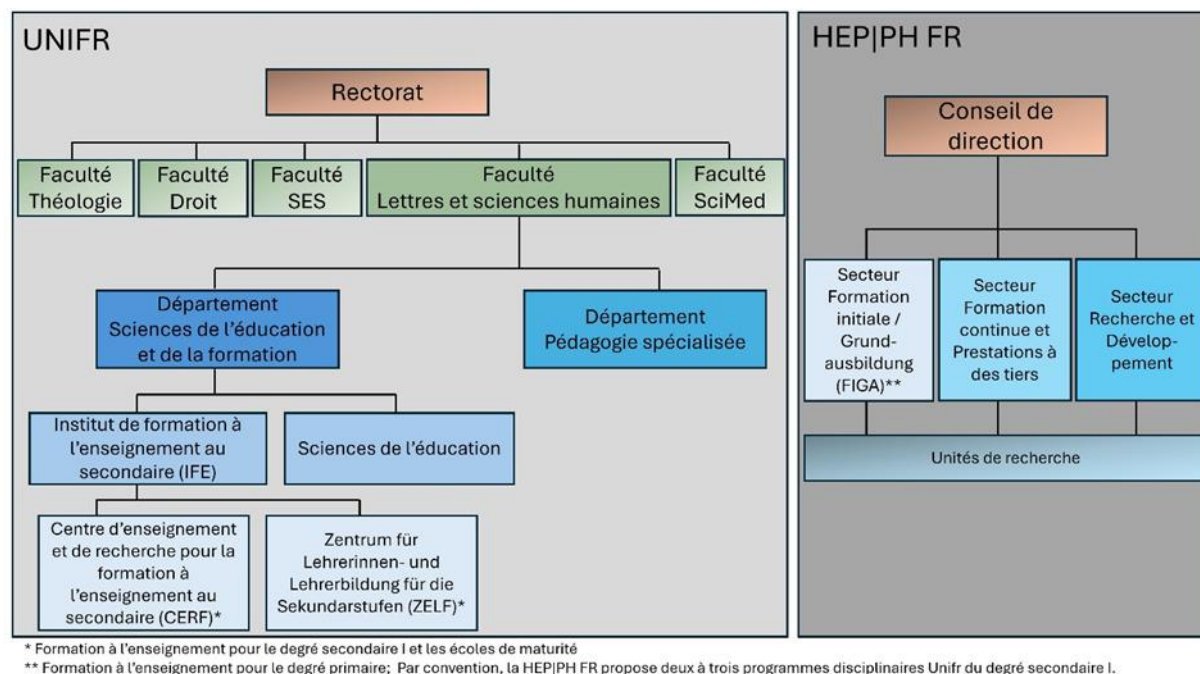 UNIFR
Rectorat
Faculté
Théologie
Faculté
Droit
Faculté
SES
Faculté
Lettres et sciences humaines
Faculté
SciMed
Département
Sciences de l'éducation
et de la formation
Département
Pédagogie spécialisée
Institut de formation à
l'enseignement au
secondaire (IFE)
Sciences de l'éducation
Centre d'enseignement
et de recherche pour la
formation à
l'enseignement au
secondaire (CERF)*
Zentrum für
Lehrerinnen- und
Lehrerbildung für die
Sekundarstufen (ZELF)*
HEP|PH FR
Conseil de
direction
Secteur
Formation
initiale /
Grund-
ausbildung
(FIGA)**
Secteur
Formation
continue et
Prestations à
des tiers
Secteur
Recherche et
Dévelop-
pement
Unités de recherche
* Formation à l'enseignement pour le degré secondaire I et les écoles de maturité
** Formation à l'enseignement pour le degré primaire; Par convention, la HEP|PH FR propose deux à trois programmes disciplinaires Unifr du degré secondaire I.